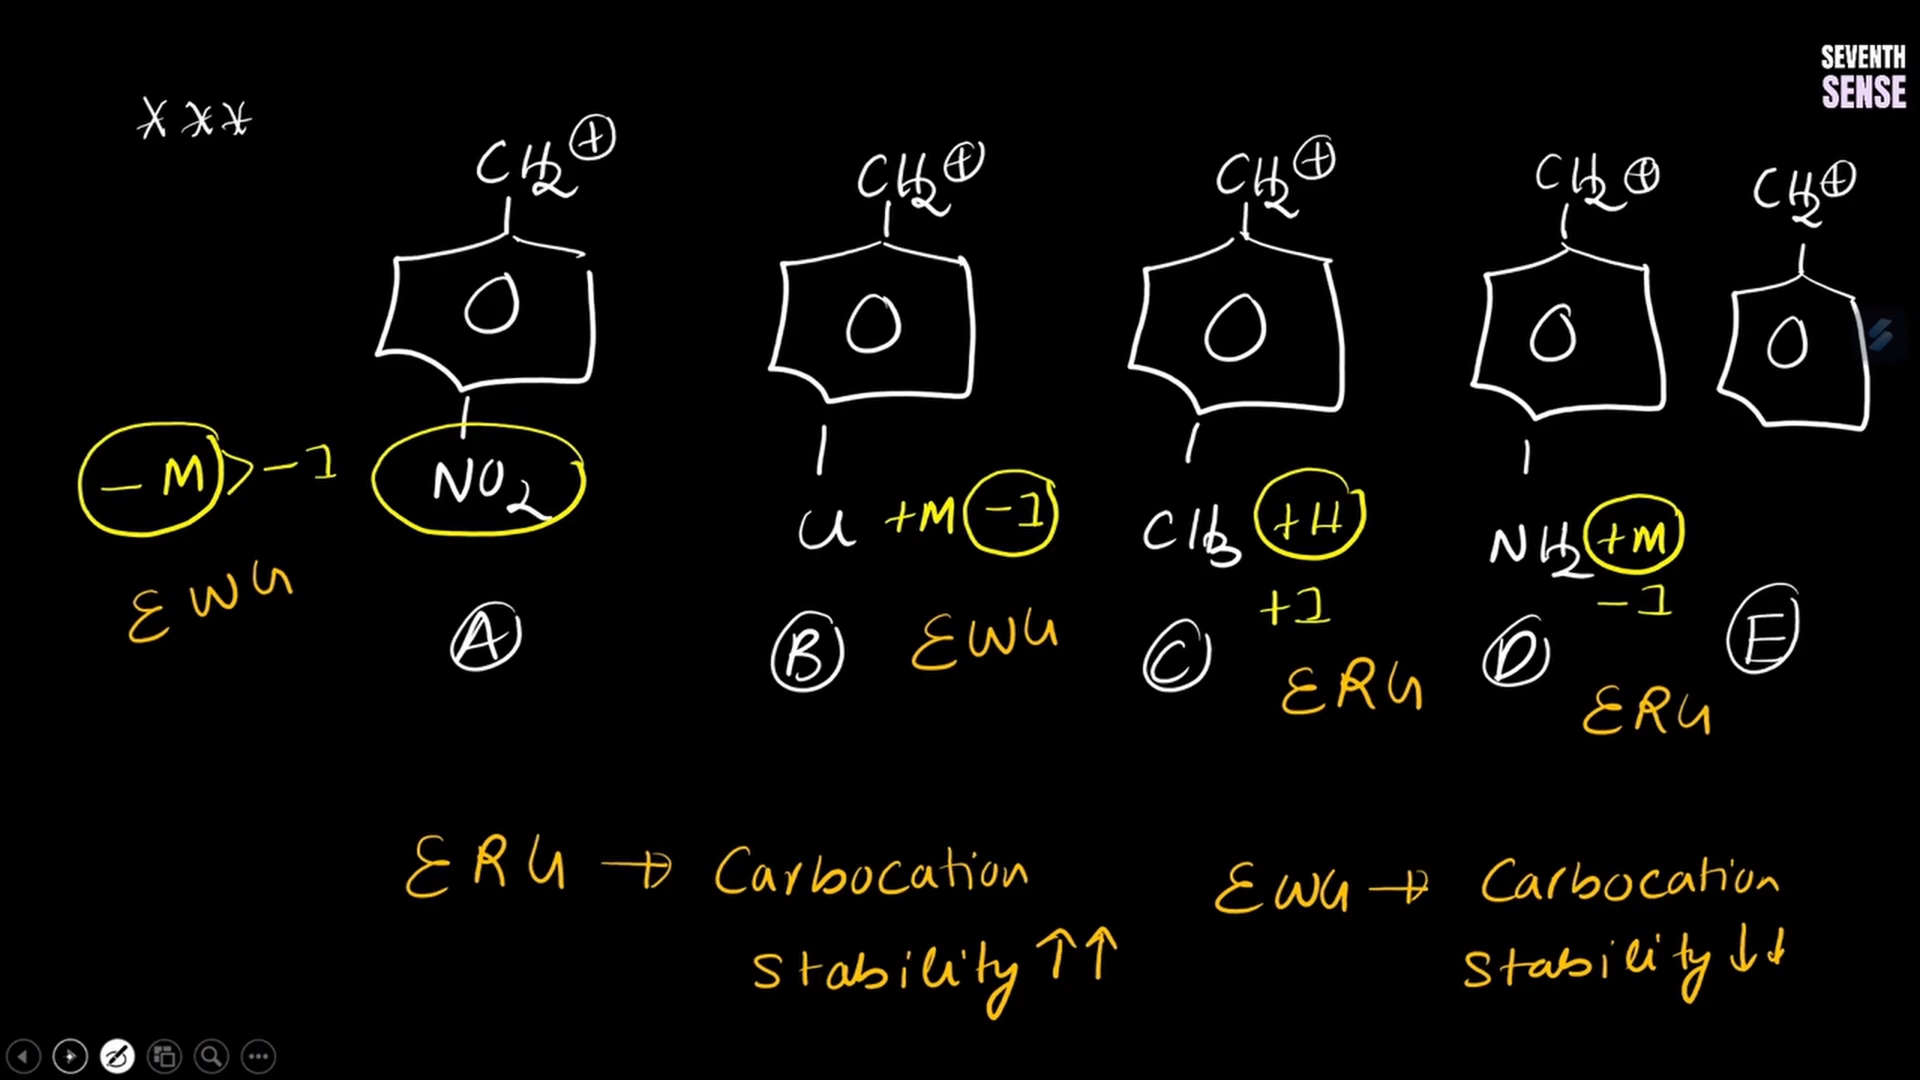 SEVENTH
SENSE
***
CH2+ CH2+ CH2+ CH2+ CH2+
-M > -I NO2 Cl +M -I CH3 +H NH2 +M
+I -I
EWG A B EWG C ERG D ERG E
ERG → Carbocation
stability ↑↑
EWG → Carbocation
stability ↓↓